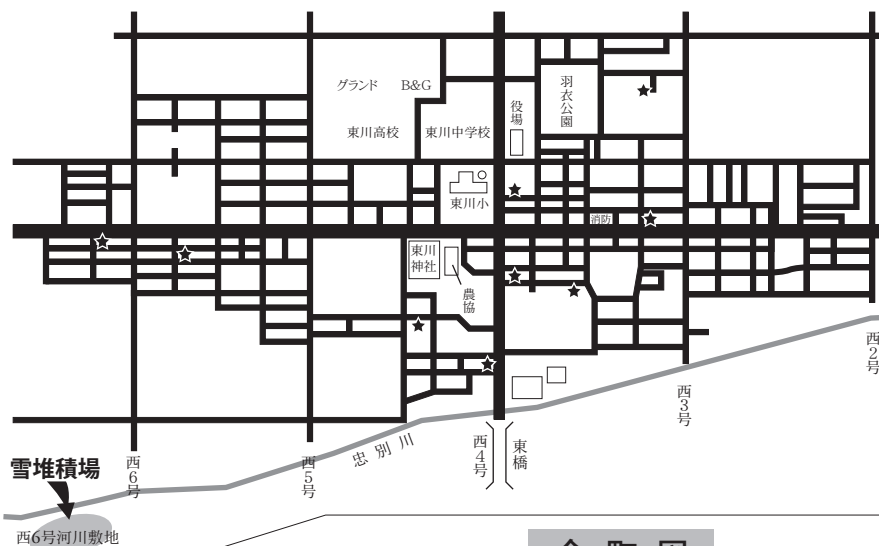 グランド B&G
羽衣公園
役場
東川高校
東川中学校
東川小
消防
東川
神社
農協
西2号
西3号
西4号
東橋
忠別川
西5号
西6号
雪堆積場
西6号河川敷地